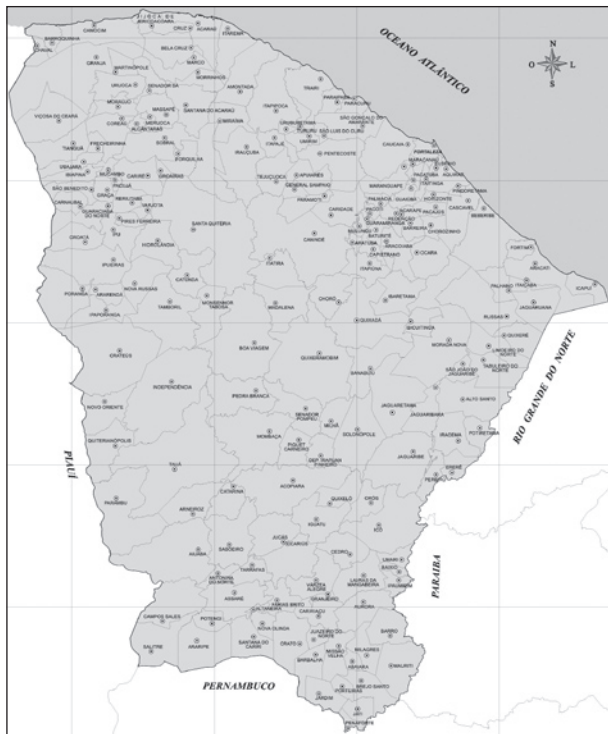 JIJOCA DE
JERICOACOARA
CAMOCIM
CRUZ
ACARAÚ
ITAREMA
BARROQUINHA
CHAVAL
BELA CRUZ
GRANJA
MARCO
MARTINÓPOLE
MORRINHOS
URUOCA
SENADOR SÁ
AMONTADA
TRAIRI
OCEANO ATLÂNTICO
N
O
L
S
MORAÚJO
MASSAPÊ
SANTANA DO ACARAÚ
ITAPIPOCA
PARAIPABA
PARACURU
VIÇOSA DO CEARÁ
COREAÚ
MERUOCA
ALCÂNTARAS
MIRAÍMA
URUBURETAMA
TURURU
SÃO LUIS DO CURU
SÃO GONÇALO DO
AMARANTE
TIANGUÁ
FRECHEIRINHA
SOBRAL
FORQUILHA
IRAUÇUBA
ITAPAJÉ
UMIRIM
PENTECOSTE
CAUCAIA
FORTALEZA
UBAJARA
IBIAPINA
MUCAMBO
CARIRÉ
GROAÍRAS
TEJUÇUOCA
APUIARÉS
GENERAL SAMPAIO
MARACANAÚ
EUSÉBIO
AQUIRAZ
PACATUBA
ITAITINGA
SÃO BENEDITO
PACUJÁ
GRAÇA
MARANGUAPE
GUAIÚBA
HORIZONTE
PINDORETAMA
CARNAUBAL
GUARACIABA
DO NORTE
RERIUTABA
VARJOTA
PARAMOTI
CARIDADE
PALMÁCIA
PACOTI
ACARAPE
REDENÇÃO
PACAJUS
CASCAVEL
BEBERIBE
PIRES FERREIRA
GUARAMIRANGA
BARREIRA
CHOROZINHO
CROATÁ
IPU
SANTA QUITÉRIA
CANINDÉ
MULUNGU
BATURITÉ
ARATUBA
ARACOIABA
CAPISTRANO
OCARA
HIDROLÂNDIA
FORTIM
IPUEIRAS
ITATIRA
ITAPIÚNA
ARACATI
PORANGA
ARARENDÁ
NOVA RUSSAS
CATUNDA
PALHANO
ITAIÇABA
ICAPUÍ
IPAPORANGA
TAMBORIL
MONSENHOR
TABOSA
MADALENA
CHORÓ
IBARETAMA
JAGUARUANA
RUSSAS
QUIXADÁ
IBICUITINGA
QUIXERÉ
CRATEÚS
BOA VIAGEM
MORADA NOVA
LIMOEIRO DO
NORTE
QUIXERAMOBIM
BANABUIÚ
SÃO JOÃO DO
JAGUARIBE
TABULEIRO DO
NORTE
RIO GRANDE DO NORTE
INDEPENDÊNCIA
PEDRA BRANCA
NOVO ORIENTE
ALTO SANTO
SENADOR
POMPEU
JAGUARETAMA
JAGUARIBARA
MILHÃ
QUITERIANÓPOLIS
MOMBAÇA
PIQUET
CARNEIRO
SOLONÓPOLE
IRACEMA
POTIRETAMA
PIAUÍ
TAUÁ
DEP. IRAPUAN
PINHEIRO
JAGUARIBE
ERERÊ
PEREIRO
CATARINA
ACOPIARA
PARAMBU
QUIXELÔ
ORÓS
ARNEIROZ
IGUATU
ICÓ
AIUABA
SABOEIRO
JUCÁS
CARIÚS
CEDRO
UMARI
BAIXIO
PARAIBA
ANTONINA
DO NORTE
TARRAFAS
VÁRZEA
ALEGRE
LAVRAS DA
MANGABEIRA
IPAUMIRIM
ASSARÉ
GRANJEIRO
ALTANEIRA
FARIAS BRITO
AURORA
CAMPOS SALES
POTENGI
CARIRIAÇU
NOVA OLINDA
JUAZEIRO DO
NORTE
BARRO
SALITRE
ARARIPE
SANTANA DO
CARIRI
CRATO
MISSÃO
VELHA
MILAGRES
BARBALHA
ABAIARA
MAURITI
PERNAMBUCO
BREJO SANTO
PORTEIRAS
JARDIM
JATI
PENAFORTE